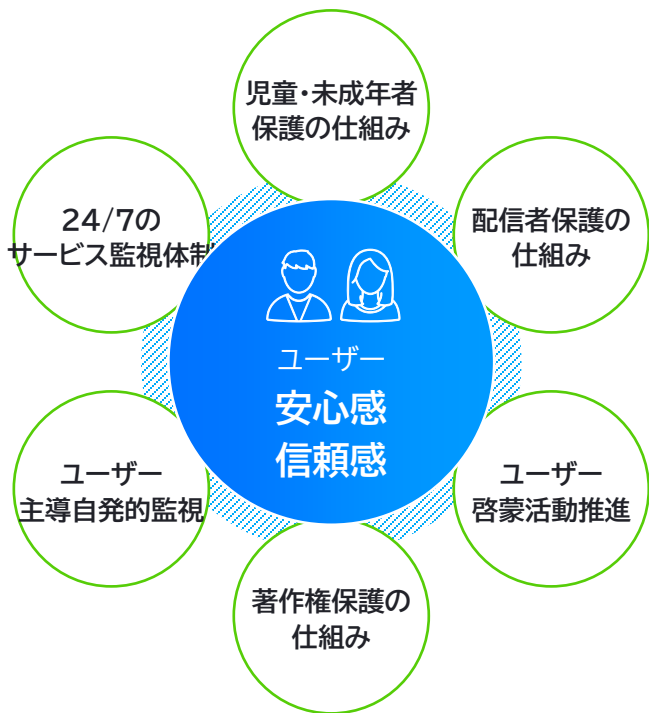 児童・未成年者
保護の仕組み
24/7の
サービス監視体制
配信者保護の
仕組み
ユーザー
安心感
信頼感
ユーザー
主導自発的監視
ユーザー
啓蒙活動推進
著作権保護の
仕組み